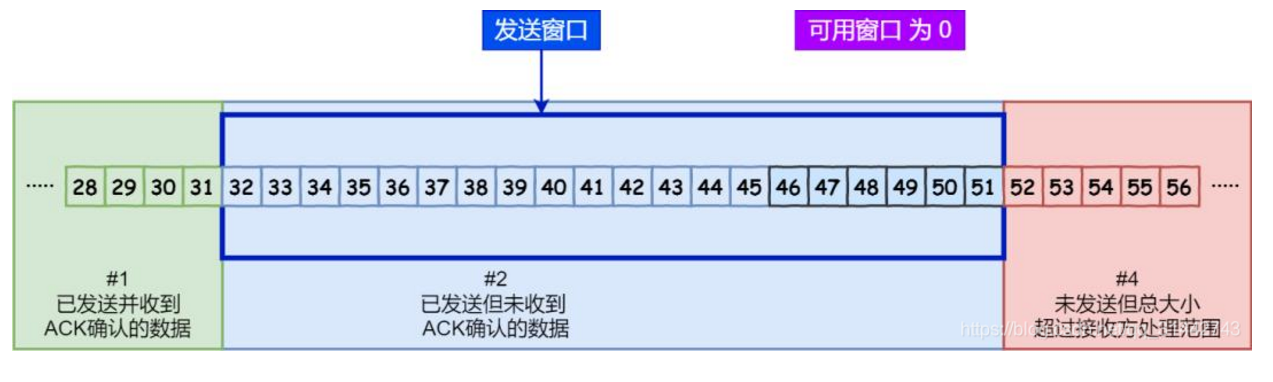 发送窗口
可用窗口 为 0
····· 28 29 30 31 32 33 34 35 36 37 38 39 40 41 42 43 44 45 46 47 48 49 50 51 52 53 54 55 56 ·····
#1
已发送并收到
ACK确认的数据
#2
已发送但未收到
ACK确认的数据
#4
未发送但总大小
超过接收方处理范围